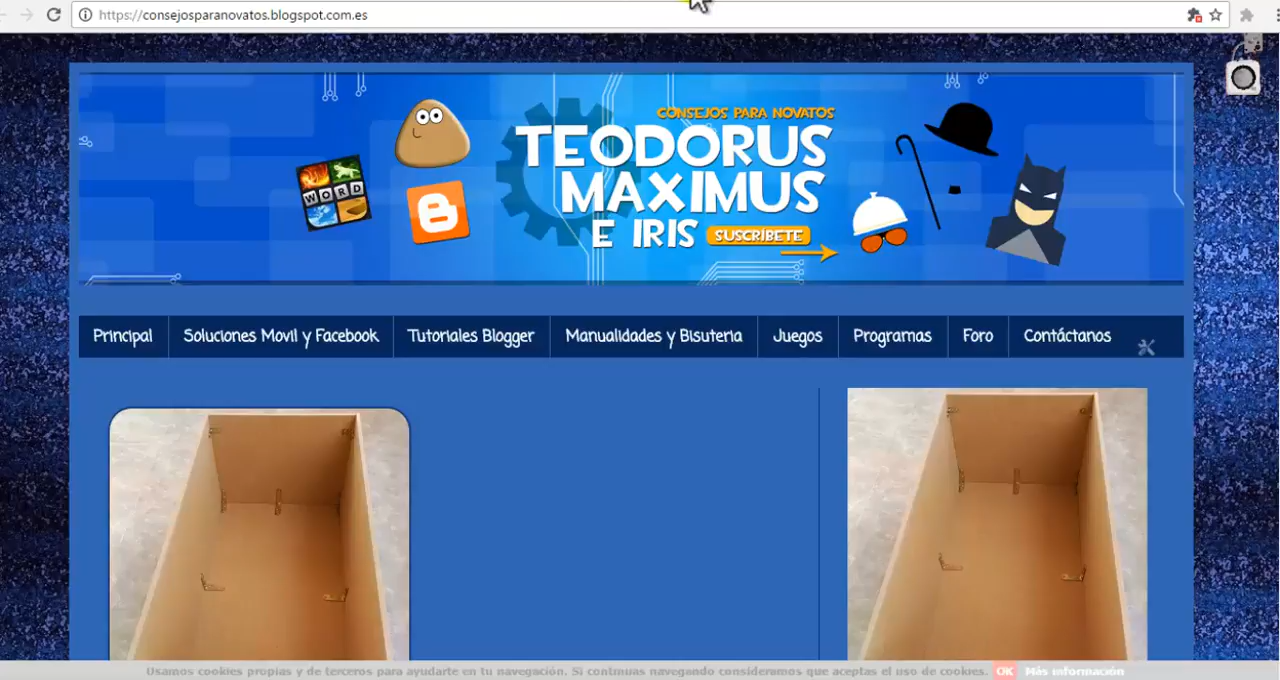 https://consejosparanovatos.blogspot.com.es
CONSEJOS PARA NOVATOS
TEODORUS
MAXIMUS
E IRIS
SUSCRIBETE
WORD
Principal
Soluciones Movil y Facebook
Tutoriales Blogger
Manualidades y Bisuteria
Juegos
Programas
Foro
Contáctanos
Usamos cookies propias y de terceros para ayudarte en tu navegación. Si continuas navegando consideramos que aceptas el uso de cookies. OK Más información